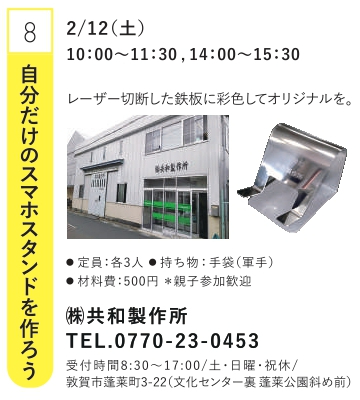 8
自分だけのスマホスタンドを作ろう
2/12(土)
10:00〜11:30 , 14:00〜15:30
レーザー切断した鉄板に彩色してオリジナルを。
㈱共和製作所
● 定員：各3人 ● 持ち物：手袋(軍手)
● 材料費：500円 ＊親子参加歓迎
㈱共和製作所
TEL.0770-23-0453
受付時間8:30〜17:00/土・日曜・祝休/
敦賀市蓬莱町3-22(文化センター裏 蓬莱公園斜め前)